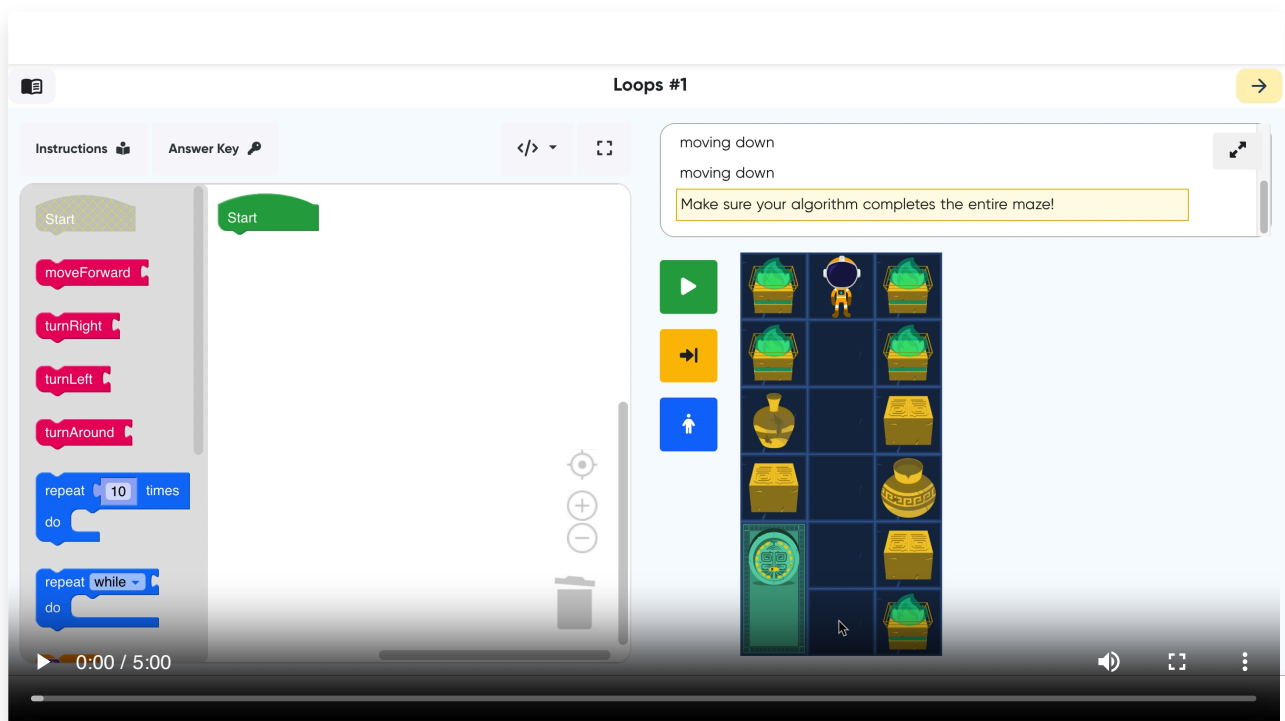 Loops #1
Instructions
Answer Key
</>
moving down
moving down
Make sure your algorithm completes the entire maze!
Start
Start
moveForward
turnRight
turnLeft
turnAround
repeat 10 times
do
repeat while
do
0:00 / 5:00